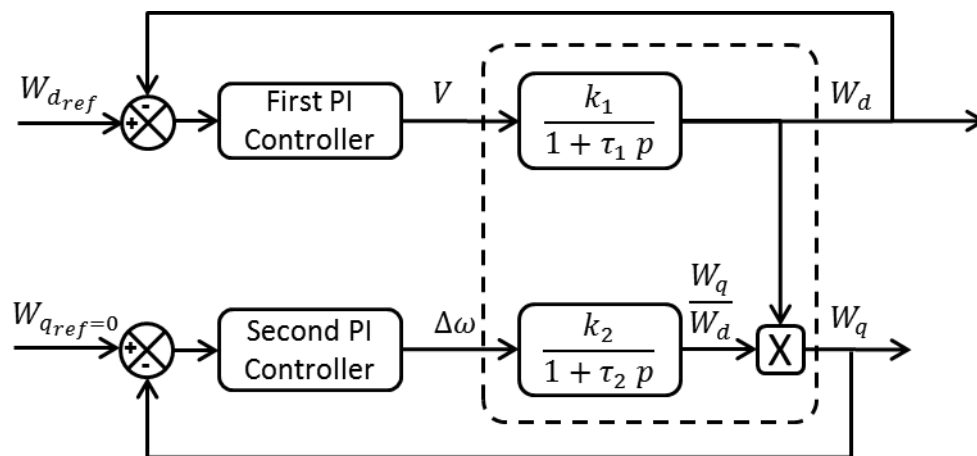 W_{d_{ref}}
+
-
First PI
Controller
V
k_1
1 + τ_1 p
W_d
W_{q_{ref=0}}
+
-
Second PI
Controller
Δω
k_2
1 + τ_2 p
W_q
W_d
X
W_q